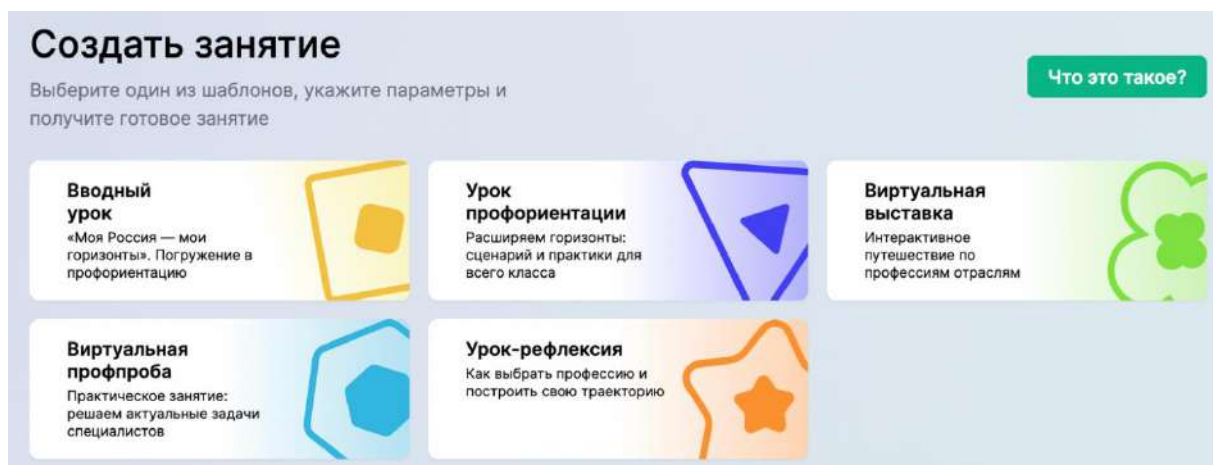 Создать занятие
Выберите один из шаблонов, укажите параметры и
получите готовое занятие
Что это такое?
Вводный
урок
«Моя Россия — мои
горизонты». Погружение в
профориентацию
Урок
профориентации
Расширяем горизонты:
сценарий и практики для
всего класса
Виртуальная
выставка
Интерактивное
путешествие по
профессиям отраслям
Виртуальная
профпроба
Практическое занятие:
решаем актуальные задачи
специалистов
Урок-рефлексия
Как выбрать профессию и
построить свою траекторию